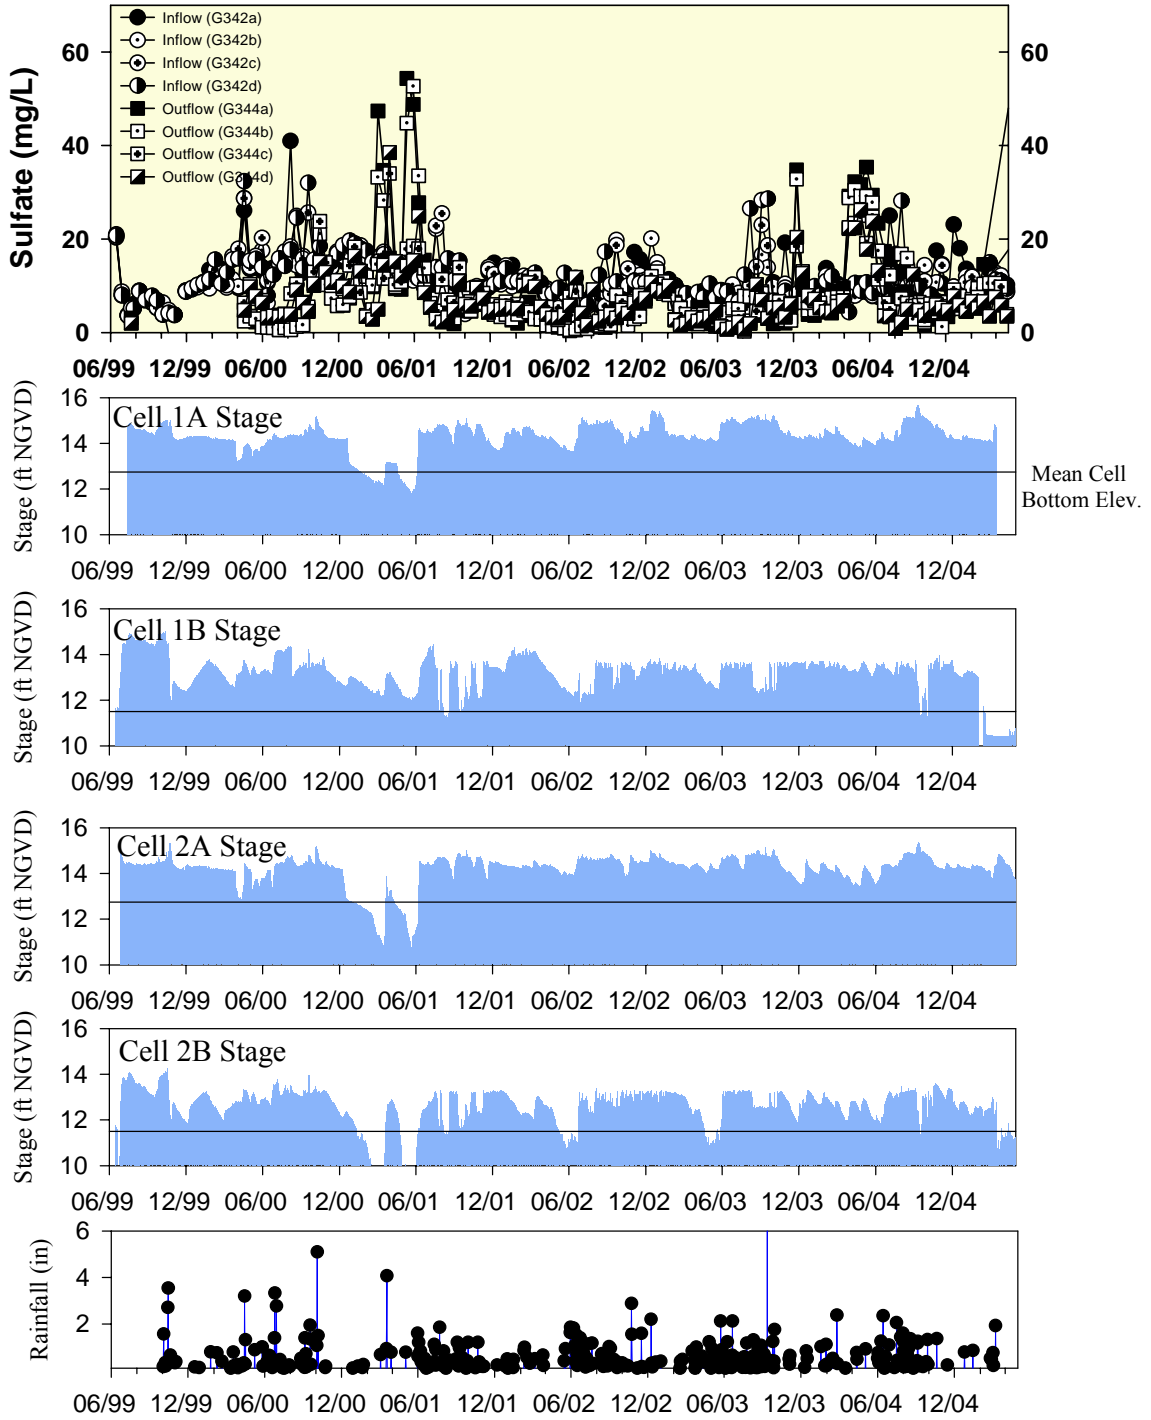 Inflow (G342a)
Inflow (G342b)
Inflow (G342c)
Inflow (G342d)
Outflow (G344a)
Outflow (G344b)
Outflow (G344c)
Outflow (G344d)
Sulfate (mg/L)
60 60
40 40
20 20
0 0
06/99 12/99 06/00 12/00 06/01 12/01 06/02 12/02 06/03 12/03 06/04 12/04
Cell 1A Stage
Stage (ft NGVD)
16
14
12
10
Mean Cell
Bottom Elev.
06/99 12/99 06/00 12/00 06/01 12/01 06/02 12/02 06/03 12/03 06/04 12/04
Cell 1B Stage
Stage (ft NGVD)
16
14
12
10
06/99 12/99 06/00 12/00 06/01 12/01 06/02 12/02 06/03 12/03 06/04 12/04
Cell 2A Stage
Stage (ft NGVD)
16
14
12
10
06/99 12/99 06/00 12/00 06/01 12/01 06/02 12/02 06/03 12/03 06/04 12/04
Cell 2B Stage
Stage (ft NGVD)
16
14
12
10
06/99 12/99 06/00 12/00 06/01 12/01 06/02 12/02 06/03 12/03 06/04 12/04
Rainfall (in)
6
4
2
06/99 12/99 06/00 12/00 06/01 12/01 06/02 12/02 06/03 12/03 06/04 12/04